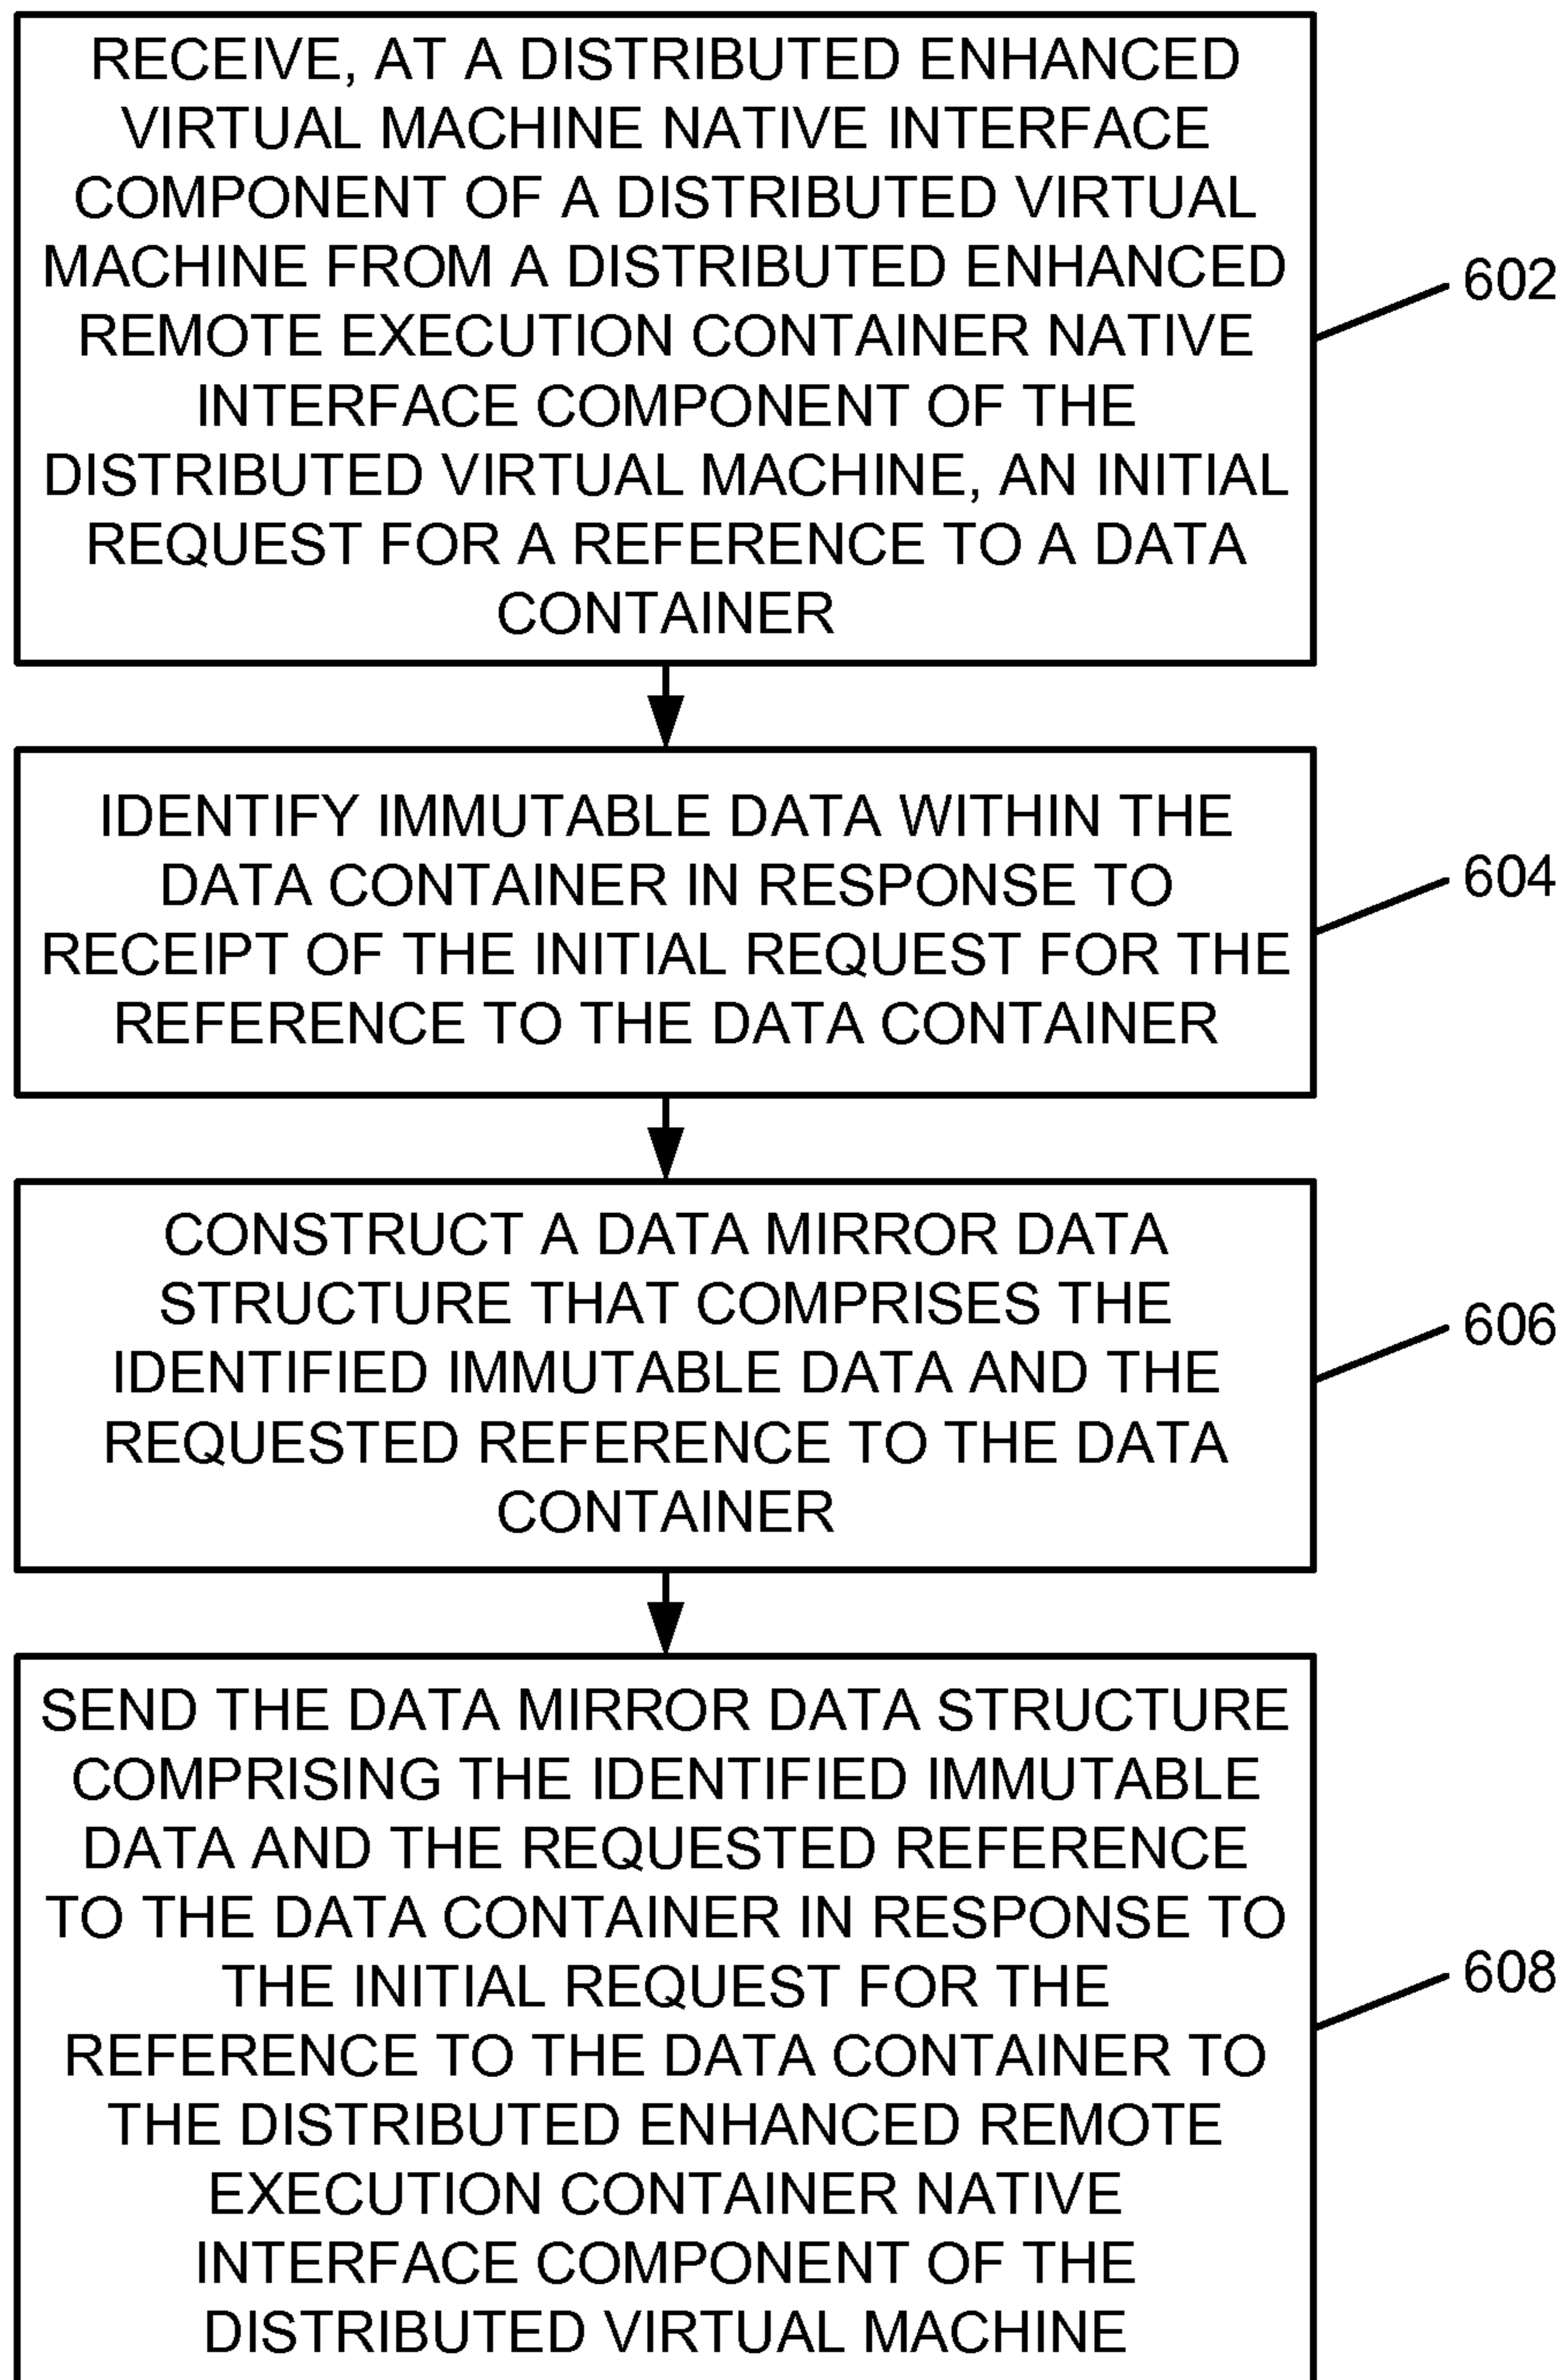 RECEIVE, AT A DISTRIBUTED ENHANCED
VIRTUAL MACHINE NATIVE INTERFACE
COMPONENT OF A DISTRIBUTED VIRTUAL
MACHINE FROM A DISTRIBUTED ENHANCED
REMOTE EXECUTION CONTAINER NATIVE
INTERFACE COMPONENT OF THE
DISTRIBUTED VIRTUAL MACHINE, AN INITIAL
REQUEST FOR A REFERENCE TO A DATA
CONTAINER
602
IDENTIFY IMMUTABLE DATA WITHIN THE
DATA CONTAINER IN RESPONSE TO
RECEIPT OF THE INITIAL REQUEST FOR THE
REFERENCE TO THE DATA CONTAINER
604
CONSTRUCT A DATA MIRROR DATA
STRUCTURE THAT COMPRISES THE
IDENTIFIED IMMUTABLE DATA AND THE
REQUESTED REFERENCE TO THE DATA
CONTAINER
606
SEND THE DATA MIRROR DATA STRUCTURE
COMPRISING THE IDENTIFIED IMMUTABLE
DATA AND THE REQUESTED REFERENCE
TO THE DATA CONTAINER IN RESPONSE TO
THE INITIAL REQUEST FOR THE
REFERENCE TO THE DATA CONTAINER TO
THE DISTRIBUTED ENHANCED REMOTE
EXECUTION CONTAINER NATIVE
INTERFACE COMPONENT OF THE
DISTRIBUTED VIRTUAL MACHINE
608